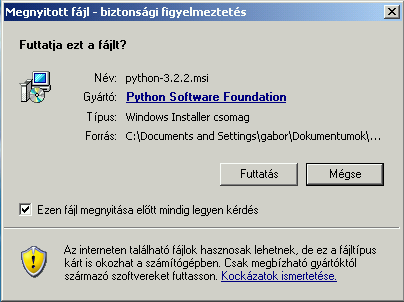 Megnyitott fájl - biztonsági figyelmeztetés
Futtatja ezt a fájlt?
Név: python-3.2.2.msi
Gyártó: Python Software Foundation
Típus: Windows Installer csomag
Forrás: C:\Documents and Settings\gabor\Dokumentumok\...
Futtatás Mégse
Ezen fájl megnyitása előtt mindig legyen kérdés
Az interneten található fájlok hasznosak lehetnek, de ez a fájltípus
kárt is okozhat a számítógépben. Csak megbízható gyártóktól
származó szoftvereket futtasson. Kockázatok ismertetése.